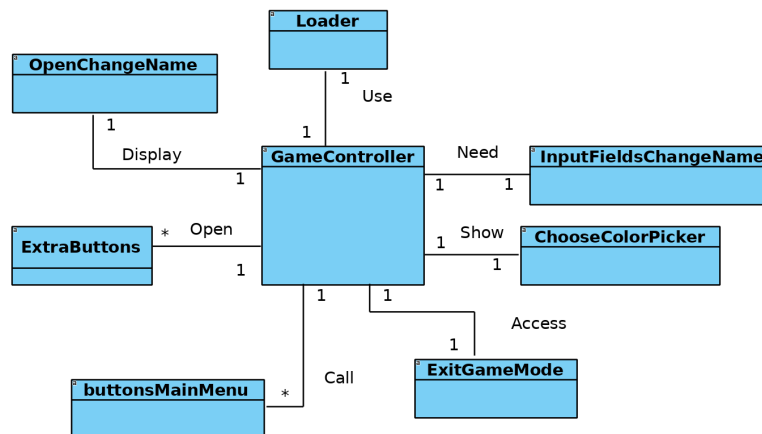 Loader
1
Use
1
OpenChangeName
1
Display
1
GameController
Need
1
1
InputFieldsChangeName
ExtraButtons
*
Open
1
1
Show
1
ChooseColorPicker
1
1
Access
1
ExitGameMode
Call
*
buttonsMainMenu